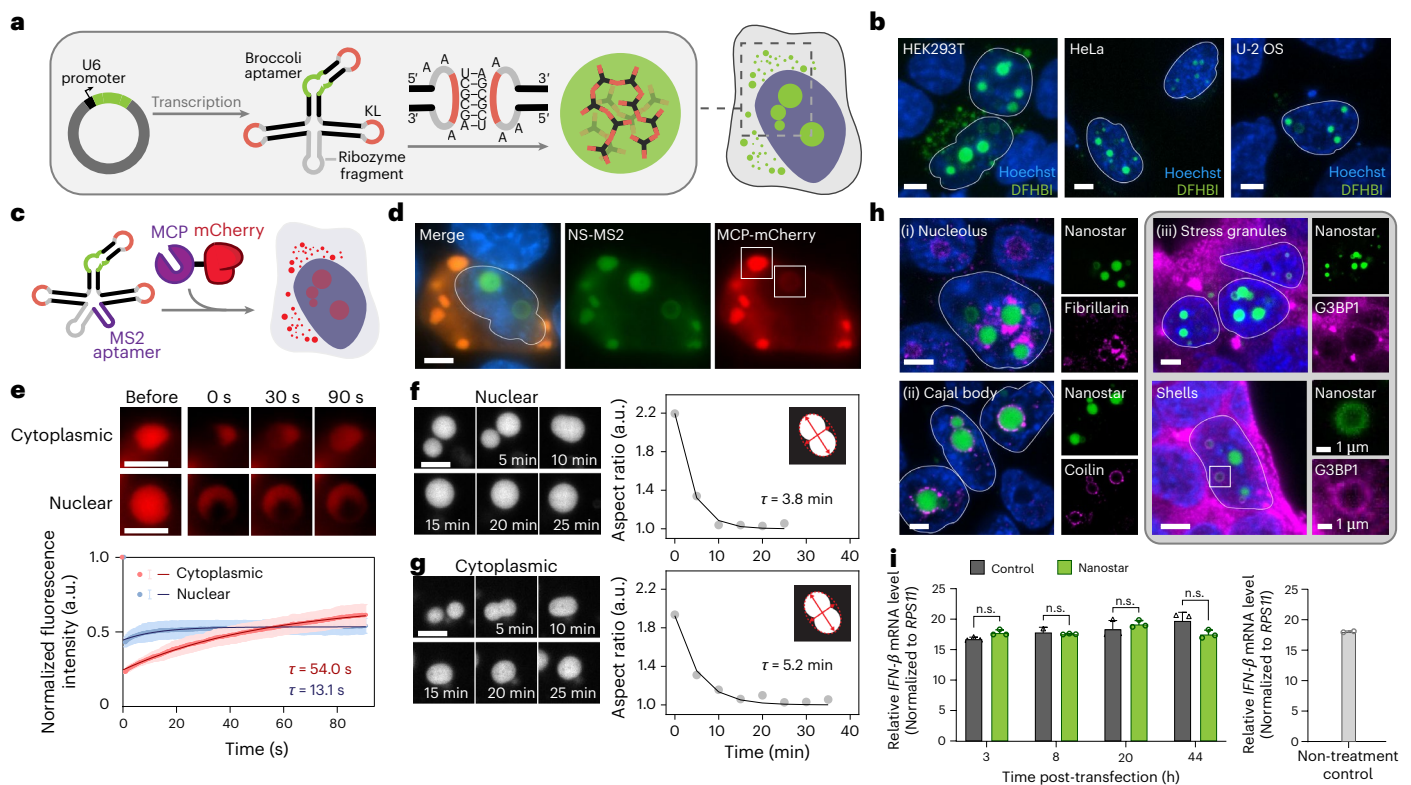 a
U6
promoter
Transcription
Broccoli
aptamer
KL
Ribozyme
fragment
5′
3′
A
A
U–A
C–G
C–G
C–G
G–C
G–C
A–U
A
A
A
A
3′
5′
b
HEK293T
Hoechst
DFHBI
HeLa
Hoechst
DFHBI
U-2 OS
Hoechst
DFHBI
c
MCP mCherry
MS2
aptamer
d
Merge
NS-MS2
MCP-mCherry
e
Before 0 s 30 s 90 s
Cytoplasmic
Nuclear
Normalized fluorescence
intensity (a.u.)
1.0
0.5
0
Cytoplasmic
Nuclear
τ = 54.0 s
τ = 13.1 s
0 20 40 60 80
Time (s)
f
Nuclear
5 min
10 min
15 min
20 min
25 min
Aspect ratio (a.u.)
2.2
1.8
1.4
1.0
τ = 3.8 min
0 10 20 30 40
g
Cytoplasmic
5 min
10 min
15 min
20 min
25 min
Aspect ratio (a.u.)
2.2
1.8
1.4
1.0
τ = 5.2 min
0 10 20 30 40
Time (min)
h
(i) Nucleolus
Nanostar
Fibrillarin
(ii) Cajal body
Nanostar
Coilin
(iii) Stress granules
Nanostar
G3BP1
Shells
Nanostar
1 µm
G3BP1
1 µm
i
Control
Nanostar
Relative IFN-β mRNA level
(Normalized to RPS11)
25
20
15
10
5
0
n.s.
n.s.
n.s.
n.s.
3 8 20 44
Time post-transfection (h)
Relative IFN-β mRNA level
(Normalized to RPS11)
25
20
15
10
5
0
Non-treatment
control